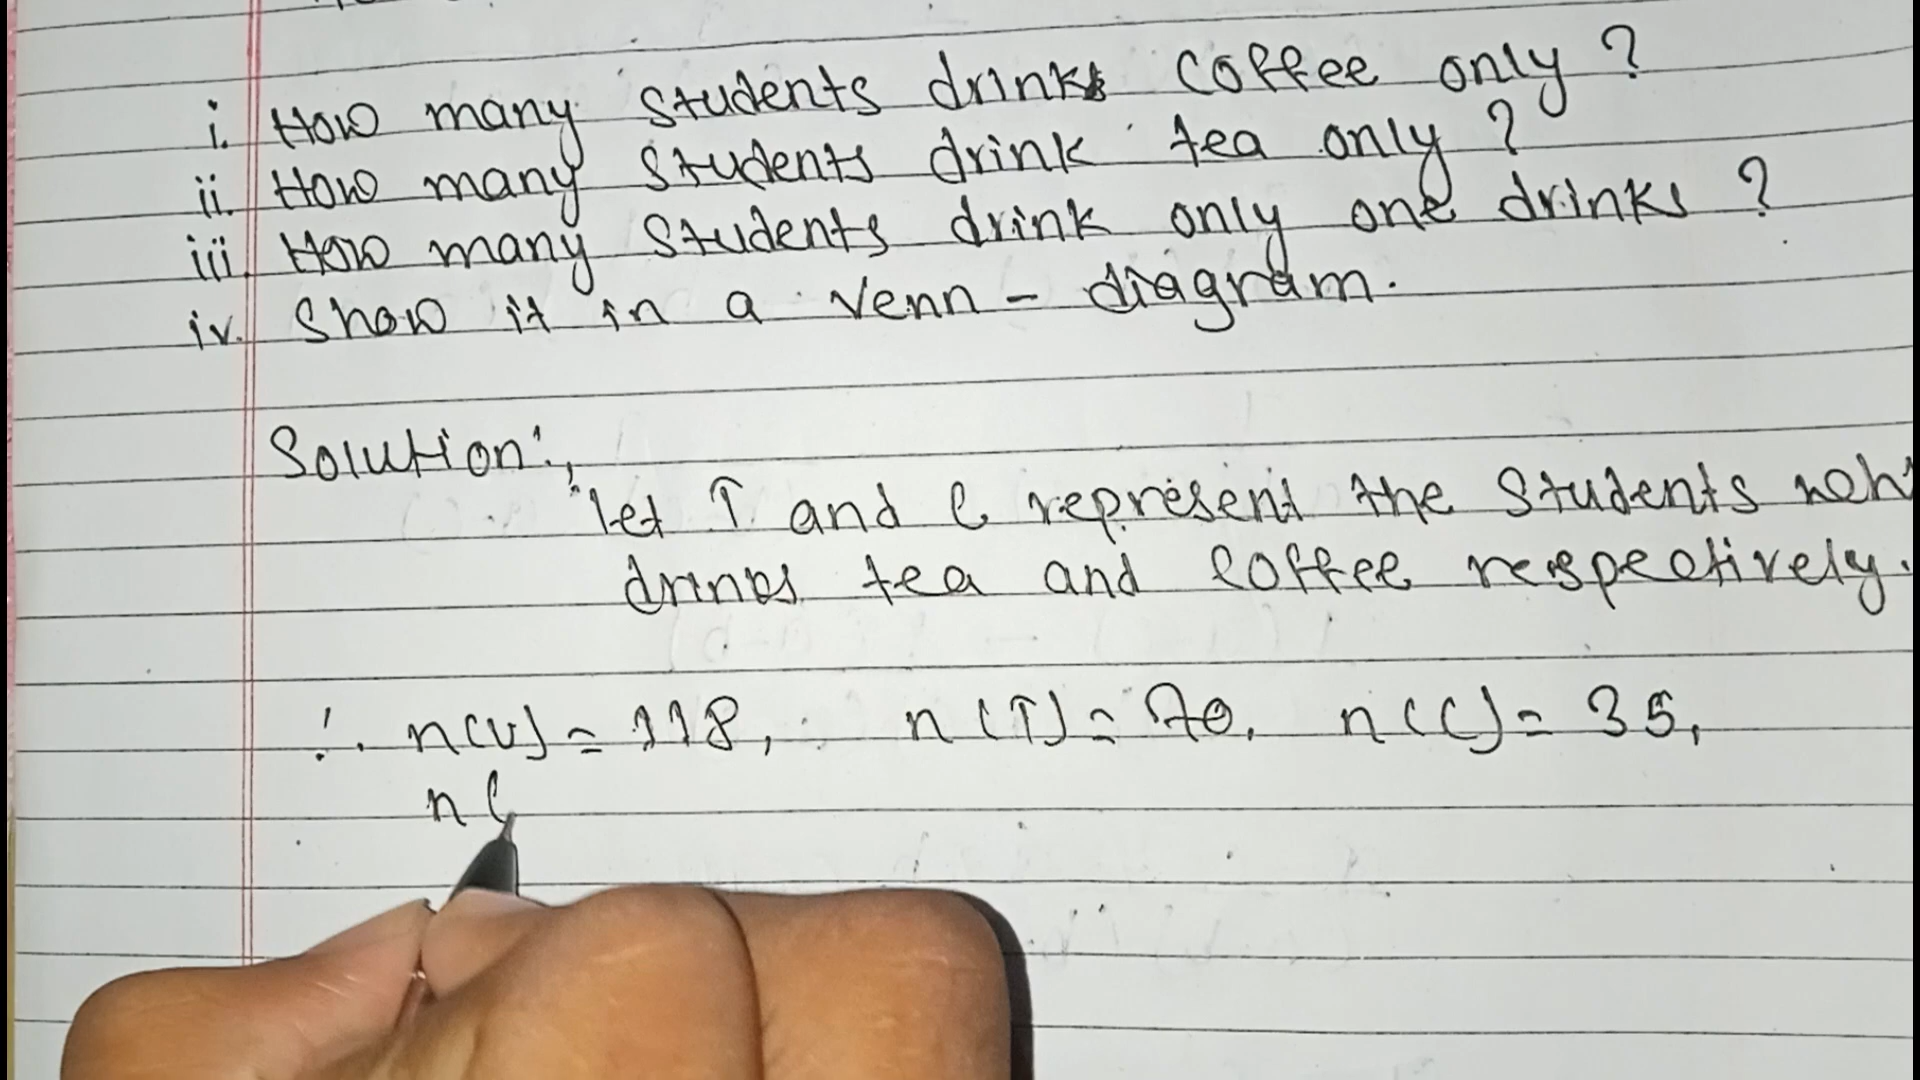 i. How many students drinks coffee only ?
ii. How many students drink tea only ?
iii. How many students drink only one drinks ?
iv. Show it in a Venn - diagram.
Solution:,
let T and C represent the students
drinks tea and coffee respectively.
∴ n(U) = 118, n(T) = 70, n(C) = 35,
n(